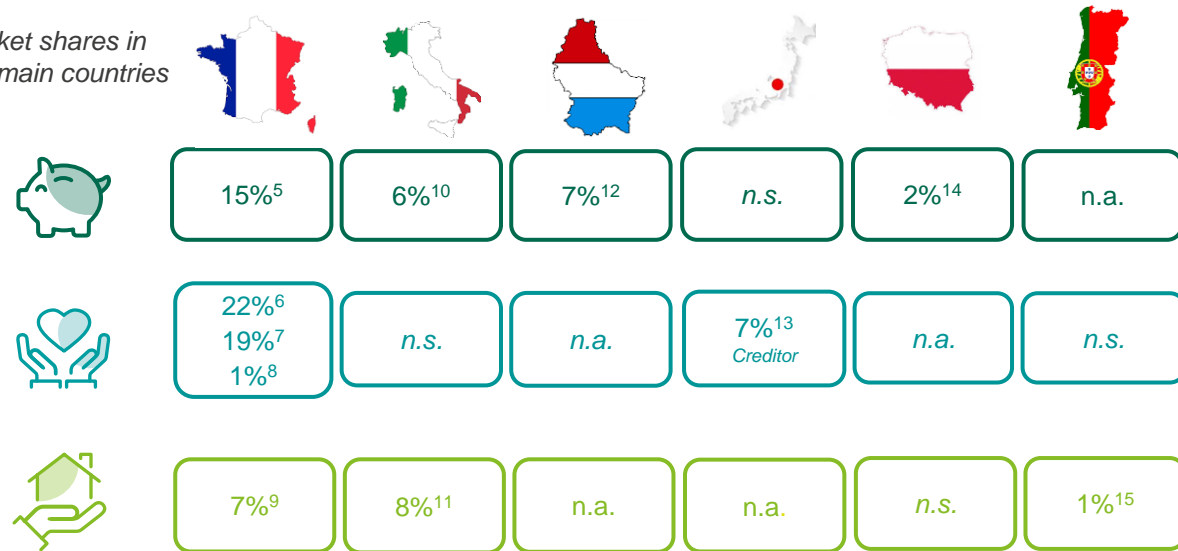 ket shares in
main countries
15%⁵ 6%¹⁰ 7%¹² n.s. 2%¹⁴ n.a.
22%⁶
19%⁷
1%⁸
n.s. n.a. 7%¹³ n.a. n.s.
Creditor
7%⁹ 8%¹¹ n.a. n.a. n.s. 1%¹⁵